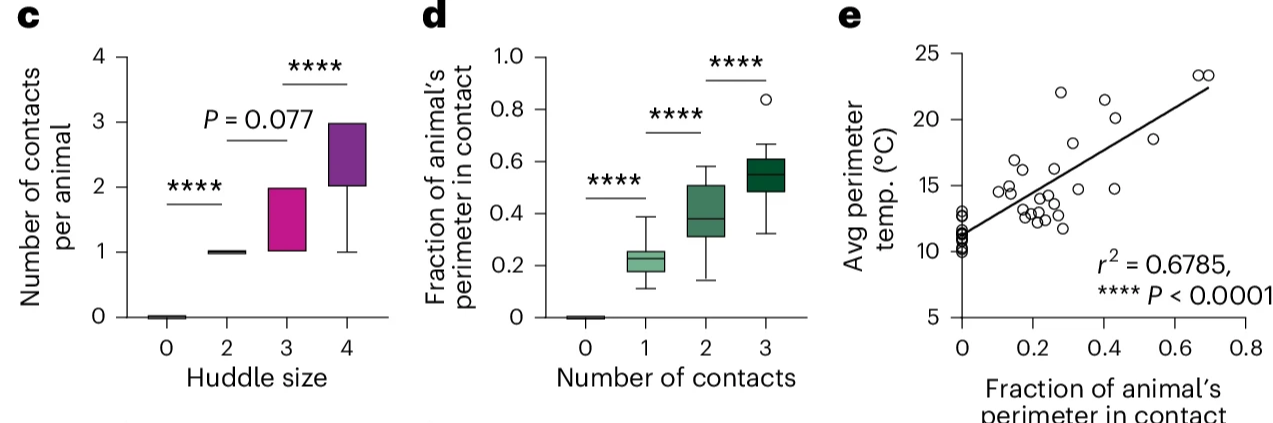 c
Number of contacts
per animal
4
3
2
1
0
****
P = 0.077
****
0 2 3 4
Huddle size
d
Fraction of animal's
perimeter in contact
1.0
0.8
0.6
0.4
0.2
0
****
****
****
0 1 2 3
Number of contacts
e
Avg perimeter
temp. (°C)
25
20
15
10
5
r² = 0.6785,
**** P < 0.0001
0 0.2 0.4 0.6 0.8
Fraction of animal's
perimeter in contact